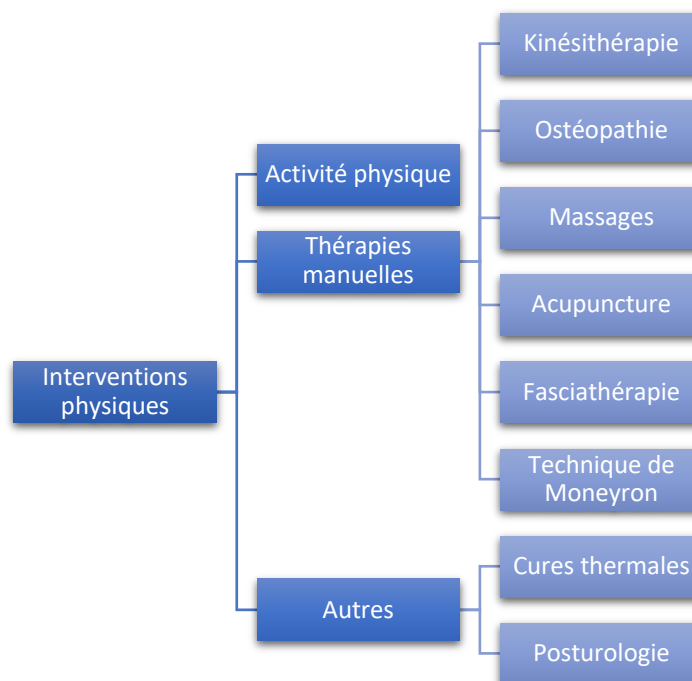 Kinésithérapie
Ostéopathie
Activité physique
Massages
Thérapies
manuelles
Acupuncture
Interventions
physiques
Fasciathérapie
Technique de
Moneyron
Cures thermales
Autres
Posturologie